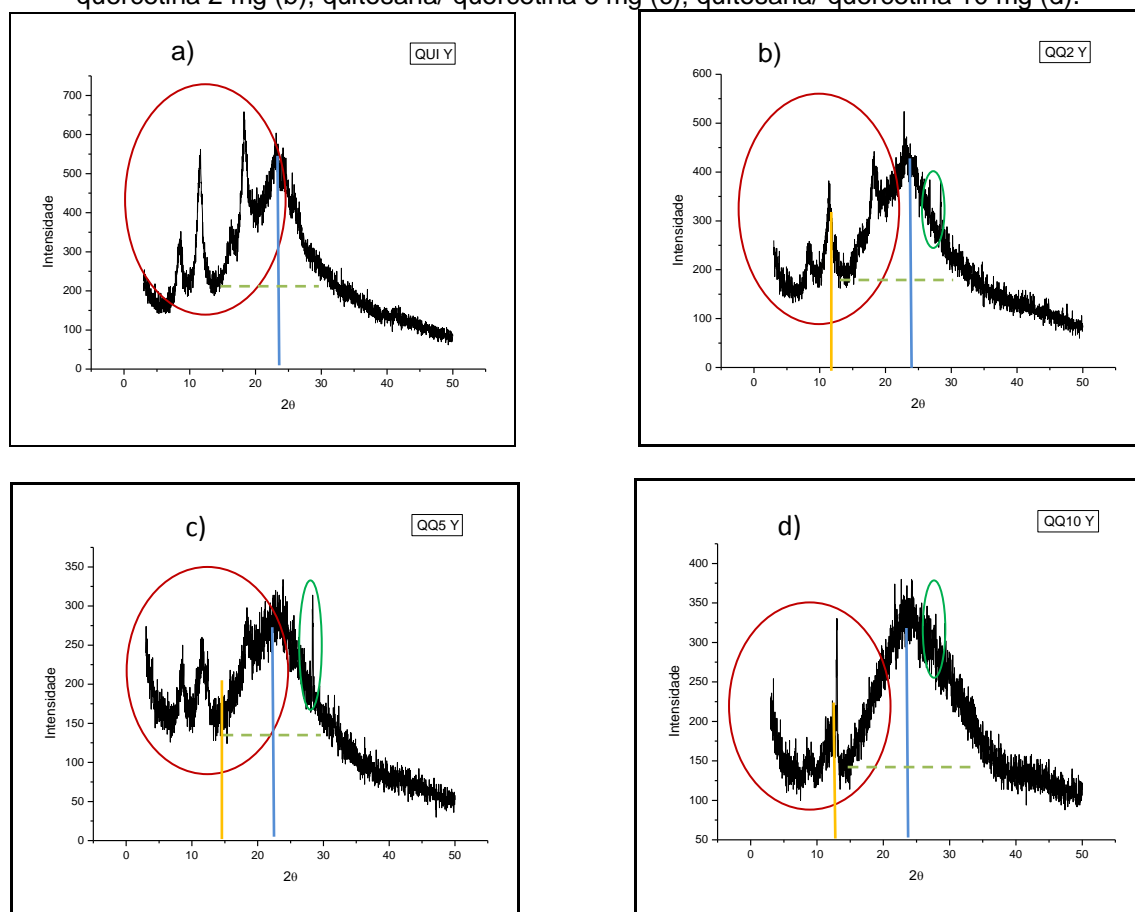 quercetina 2 mg (b); quitosana/ quercetina 5 mg (c); quitosana/ quercetina 10 mg (d).
a)
QUI Y
700
600
500
400
300
200
100
0
Intensidade
0 10 20 30 40 50
2θ
b)
QQ2 Y
600
500
400
300
200
100
0
Intensidade
0 10 20 30 40 50
2θ
c)
QQ5 Y
350
300
250
200
150
100
50
0
Intensidade
0 10 20 30 40 50
2θ
d)
QQ10 Y
400
350
300
250
200
150
100
50
Intensidade
0 10 20 30 40 50
2θ